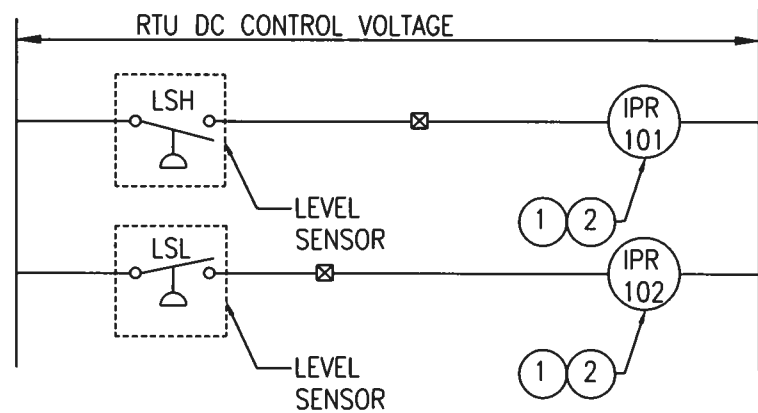 RTU DC CONTROL VOLTAGE
LSH
IPR
101
LEVEL
SENSOR
1 2
LSL
IPR
102
LEVEL
SENSOR
1 2